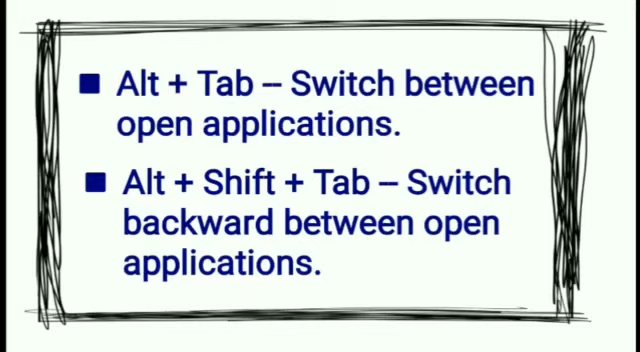 ■ Alt + Tab -- Switch between
open applications.
■ Alt + Shift + Tab -- Switch
backward between open
applications.